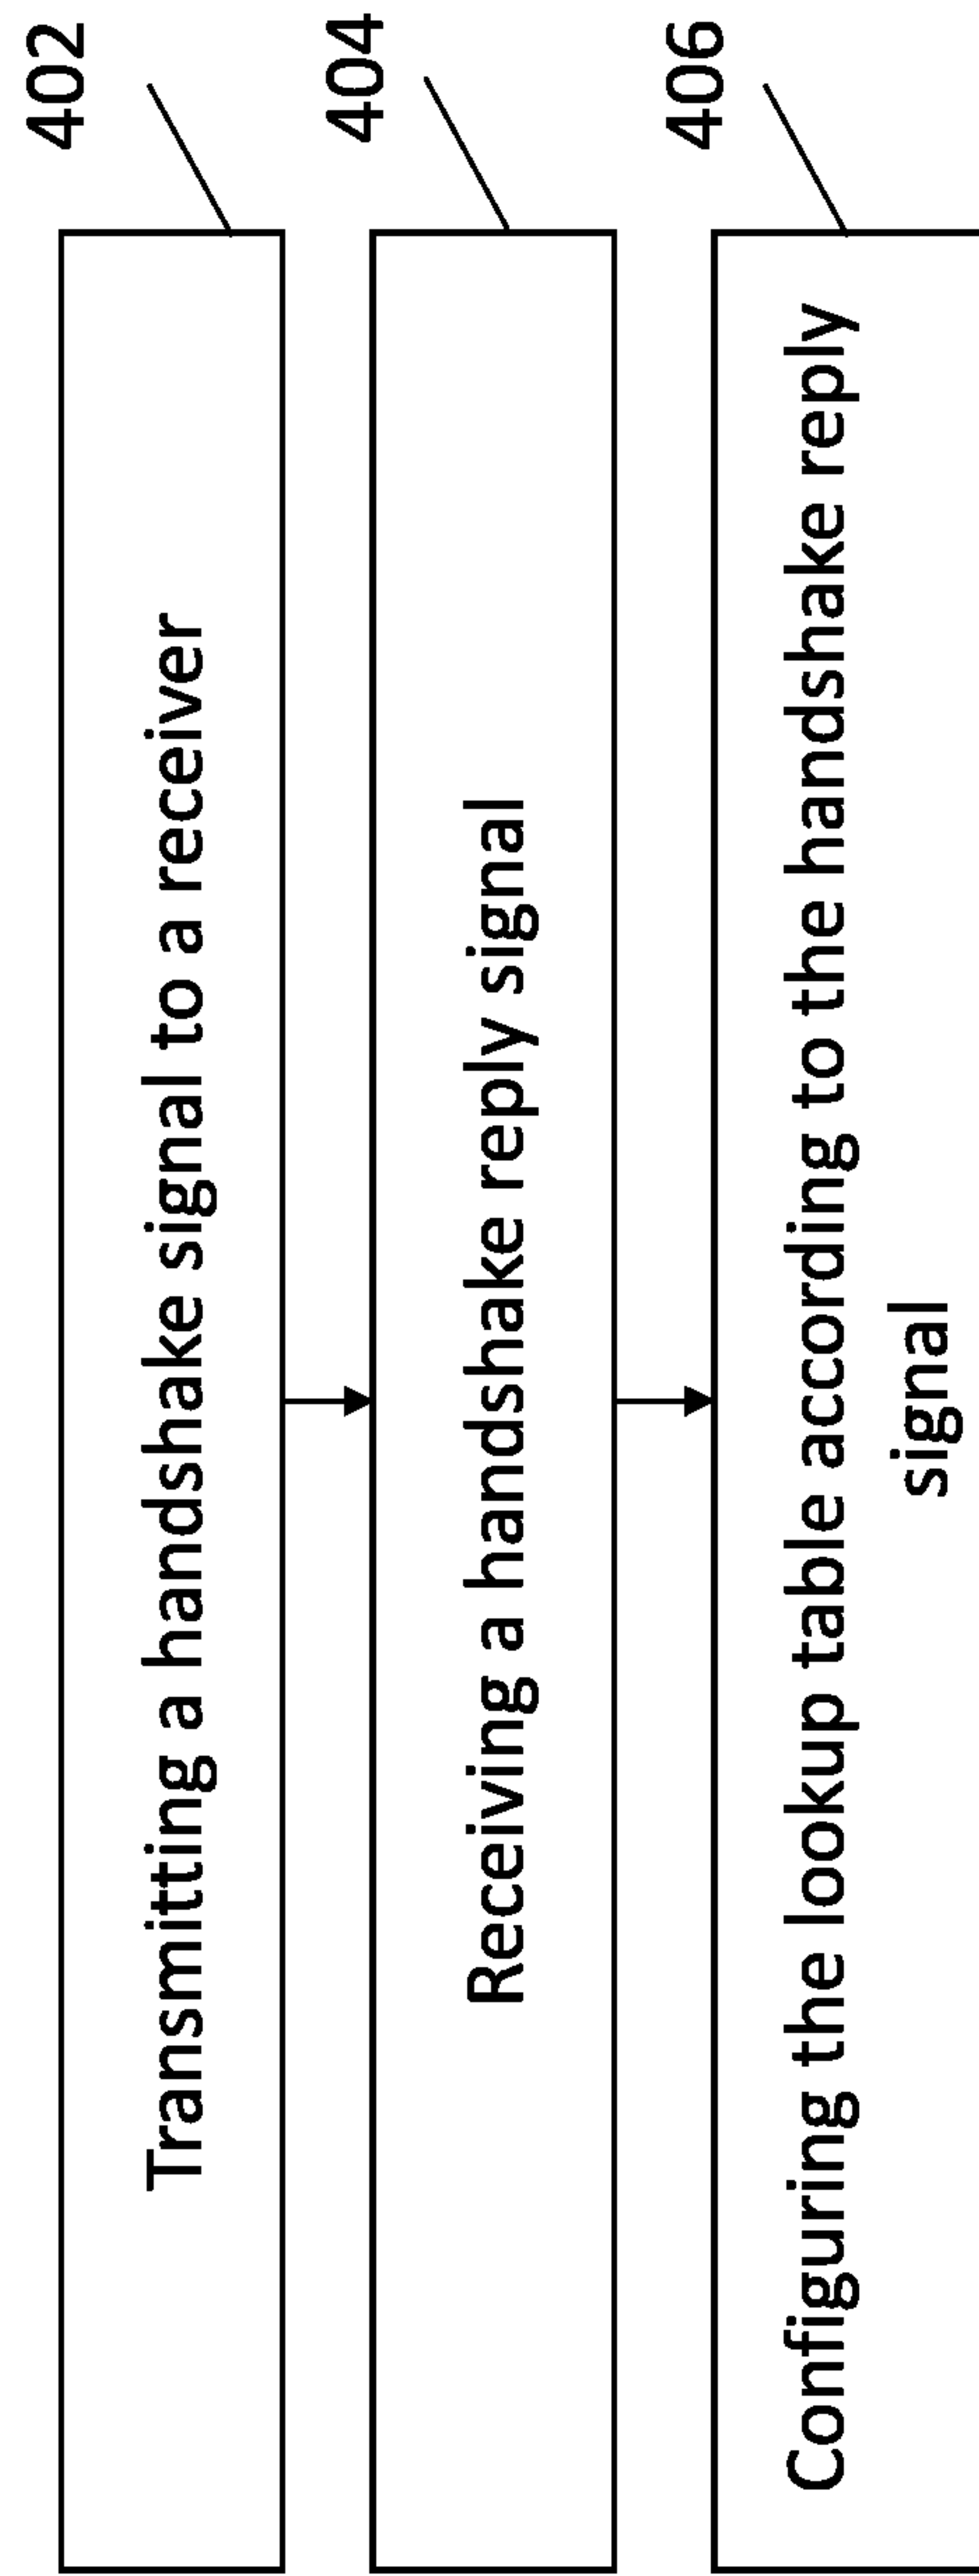 402
Transmitting a handshake signal to a receiver
404
Receiving a handshake reply signal
406
Configuring the lookup table according to the handshake reply
signal